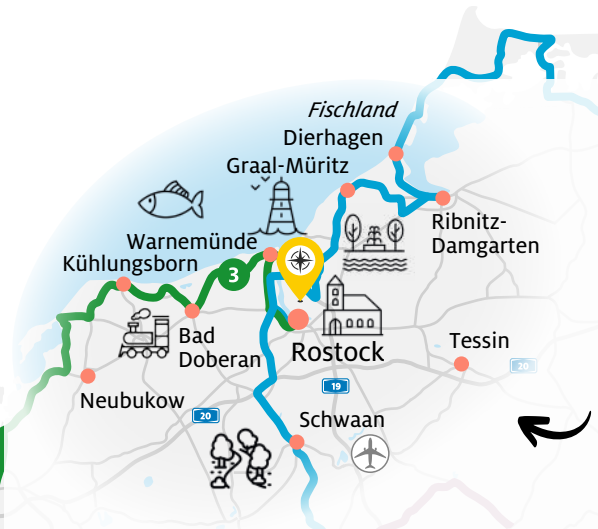 Fischland
Dierhagen
Graal-Müritz
Ribnitz-
Damgarten
Warnemünde
Kühlungsborn
3
Bad
Doberan
Rostock
Tessin
20
19
Neubukow
20
Schwaan